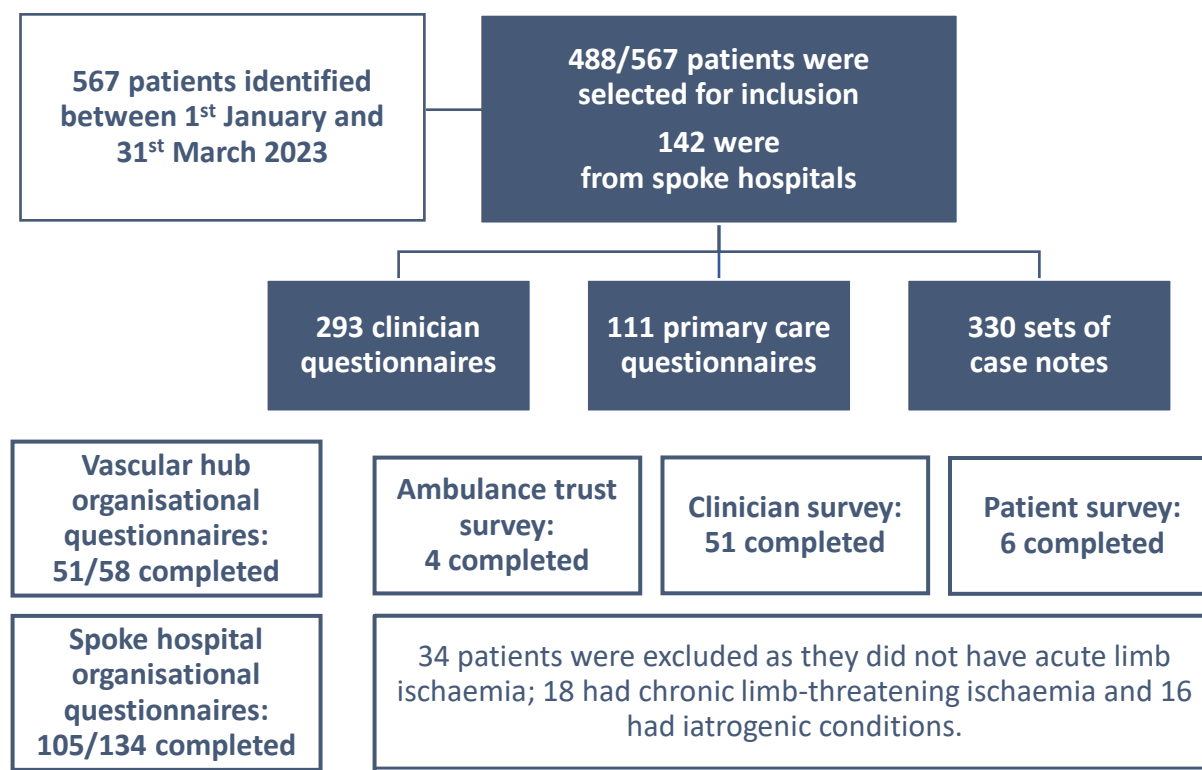 567 patients identified
between 1st January and
31st March 2023
488/567 patients were
selected for inclusion
142 were
from spoke hospitals
293 clinician
questionnaires
111 primary care
questionnaires
330 sets of
case notes
Vascular hub
organisational
questionnaires:
51/58 completed
Ambulance trust
survey:
4 completed
Clinician survey:
51 completed
Patient survey:
6 completed
Spoke hospital
organisational
questionnaires:
105/134 completed
34 patients were excluded as they did not have acute limb
ischaemia; 18 had chronic limb-threatening ischaemia and 16
had iatrogenic conditions.